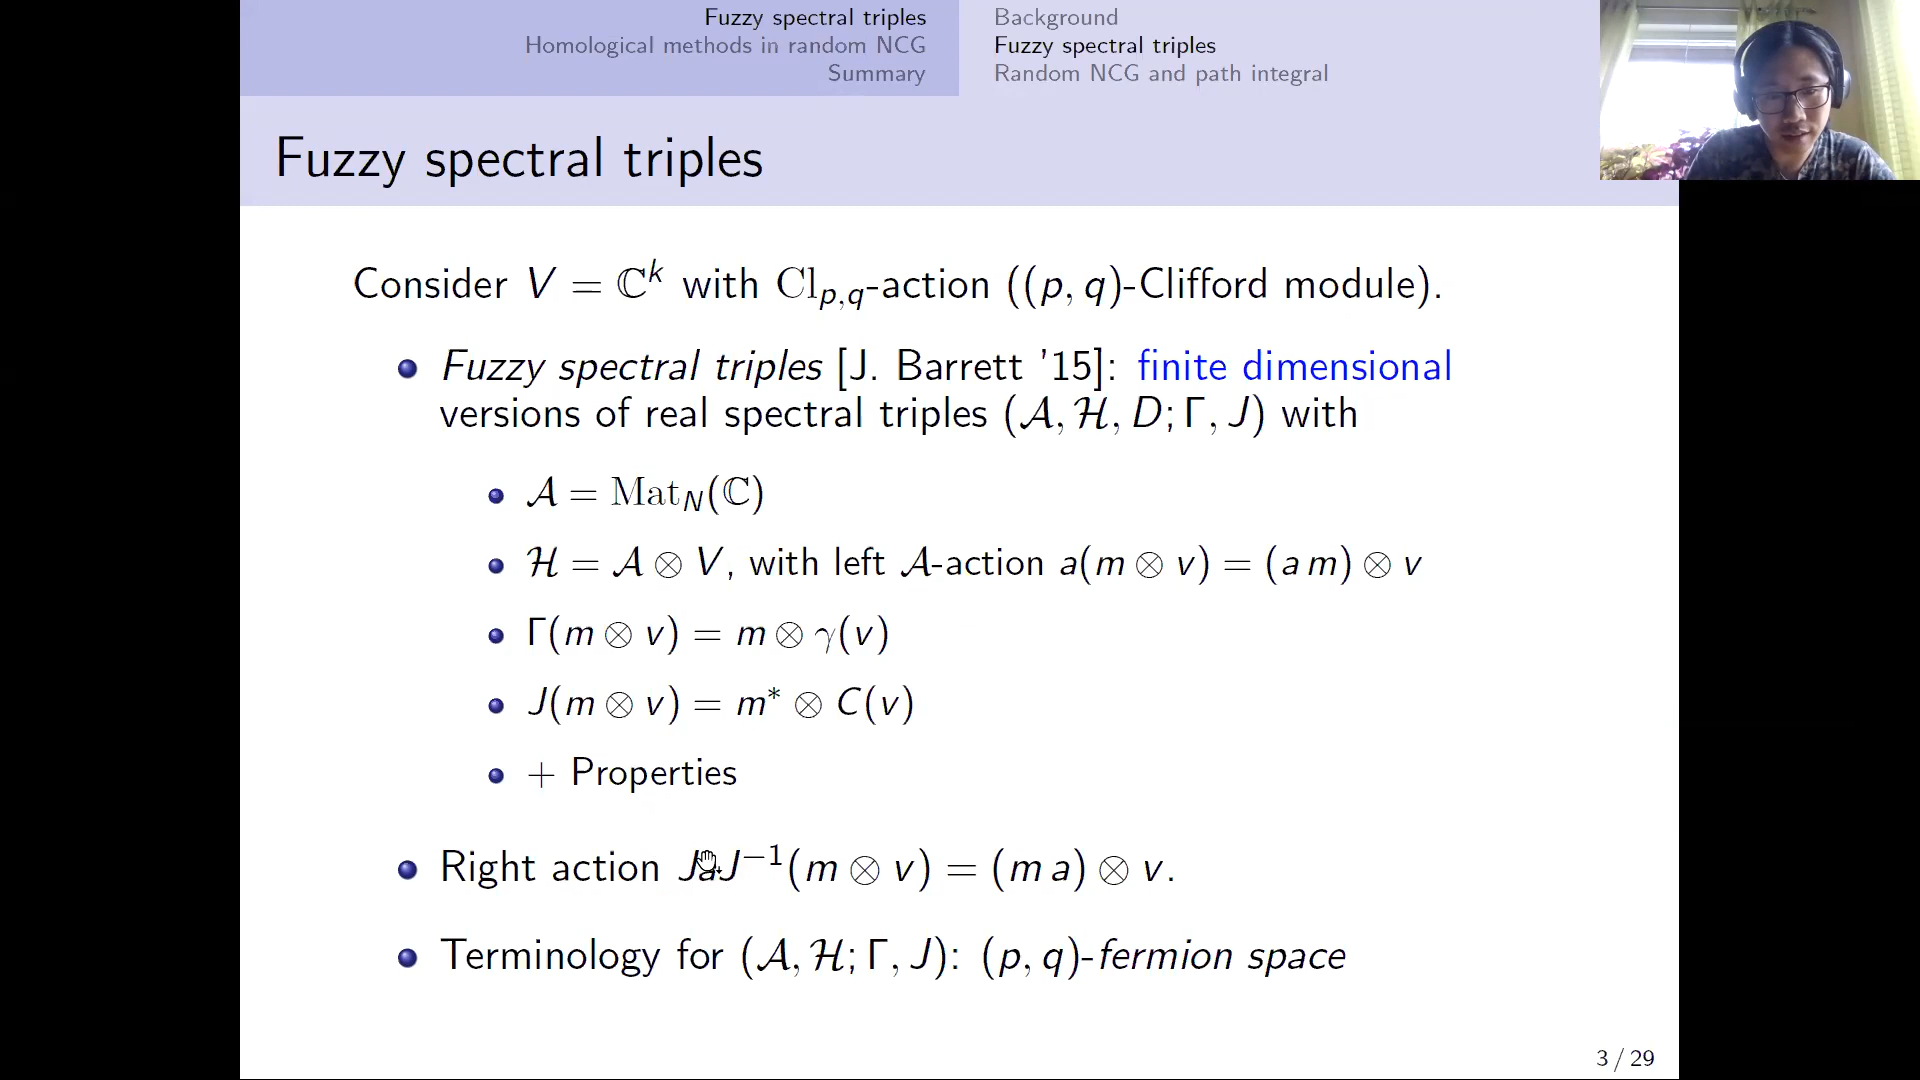 Fuzzy spectral triples
Homological methods in random NCG
Summary
Background
Fuzzy spectral triples
Random NCG and path integral
Fuzzy spectral triples
Consider V = ℂᵏ with Cl_{p,q}-action ((p, q)-Clifford module).
Fuzzy spectral triples [J. Barrett ’15]: finite dimensional
versions of real spectral triples (𝒜, ℋ, D; Γ, J) with
𝒜 = Mat_N(ℂ)
ℋ = 𝒜 ⊗ V, with left 𝒜-action a(m ⊗ v) = (a m) ⊗ v
Γ(m ⊗ v) = m ⊗ γ(v)
J(m ⊗ v) = m* ⊗ C(v)
+ Properties
Right action JaJ⁻¹(m ⊗ v) = (m a) ⊗ v.
Terminology for (𝒜, ℋ; Γ, J): (p, q)-fermion space
3 / 29